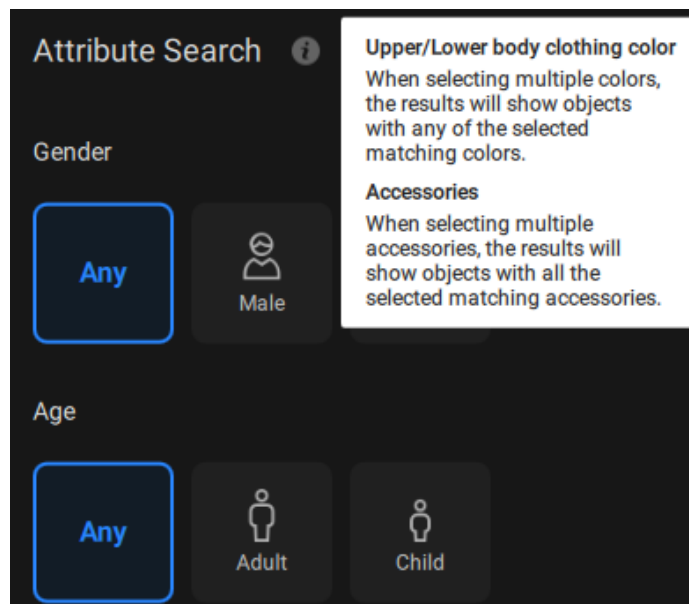 Attribute Search
Upper/Lower body clothing color
When selecting multiple colors,
the results will show objects
with any of the selected
matching colors.
Accessories
When selecting multiple
accessories, the results will
show objects with all the
selected matching accessories.
Gender
Any
Male
Age
Any
Adult
Child